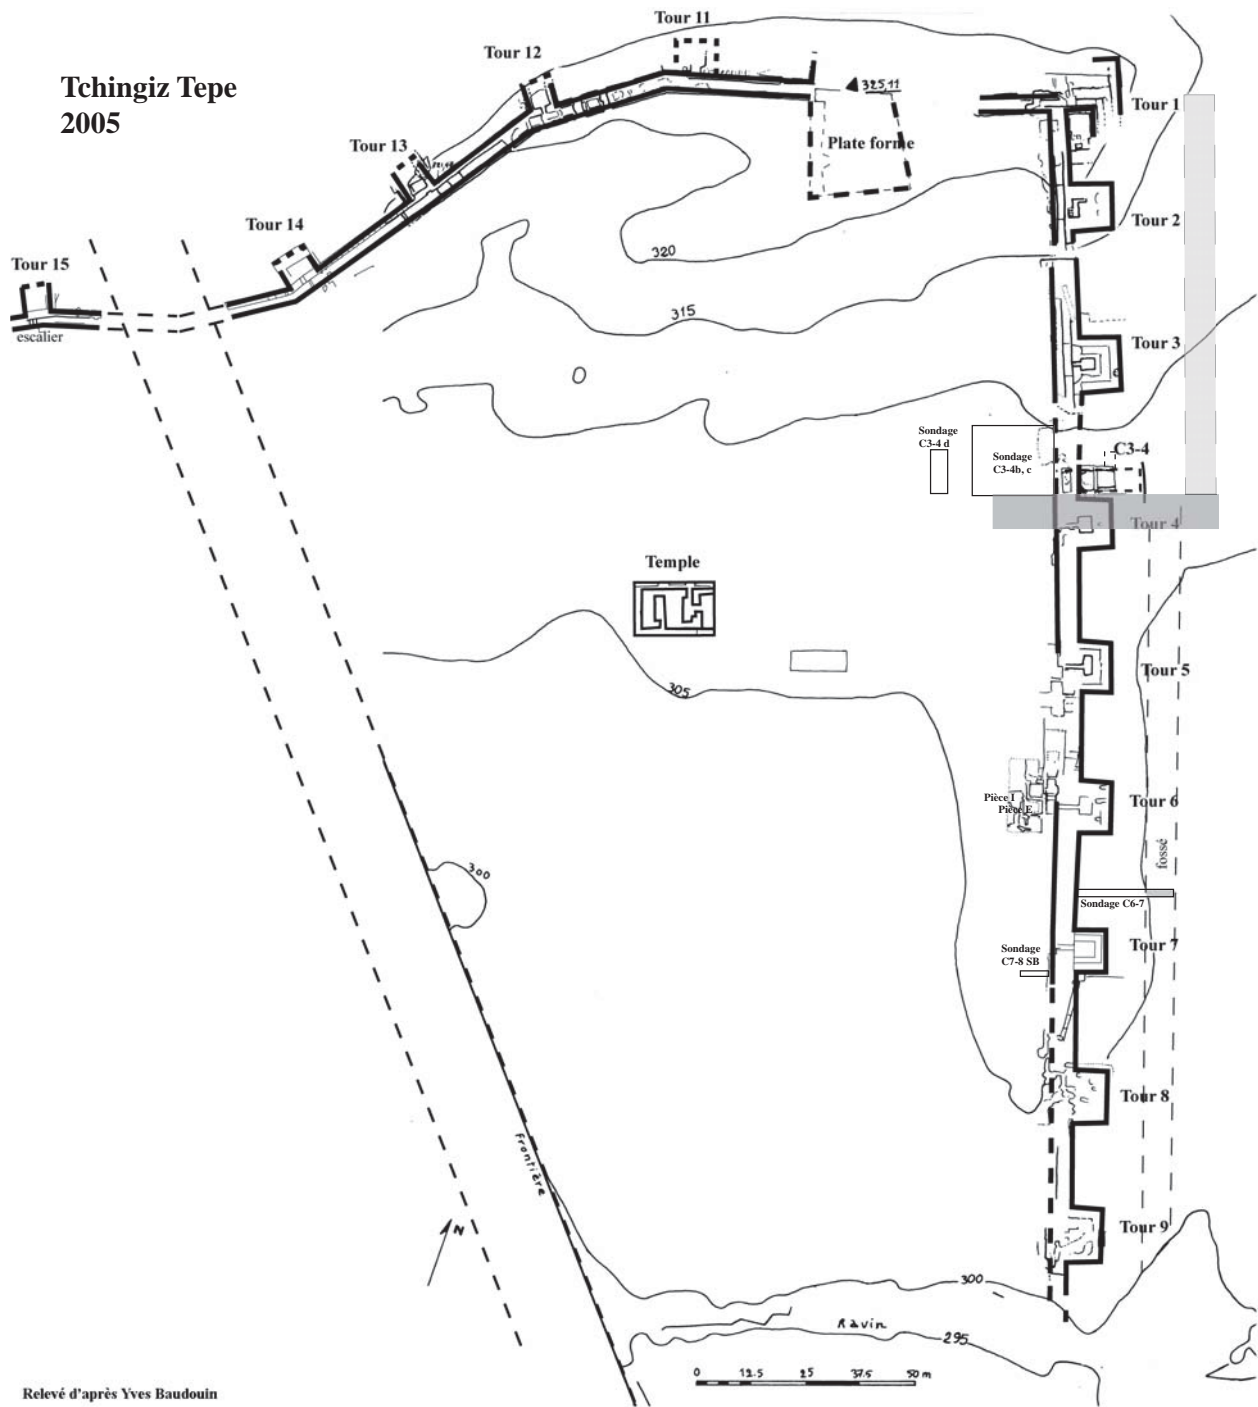 Tchingiz Tepe
2005
Tour 11
Tour 12
Tour 13
Tour 14
Tour 15
escalier
325,11
Plate forme
Tour 1
Tour 2
320
315
Tour 3
Sondage
C3-4 d
Sondage
C3-4b, c
C3-4
Tour 4
Temple
305
Tour 5
Pièce I
Pièce E
Tour 6
fossé
300
Sondage C6-7
Sondage
C7-8 SB
Tour 7
Tour 8
Frontière
N
Tour 9
300
Ravin
295
0 12.5 25 37.5 50 m
Relevé d'après Yves Baudouin